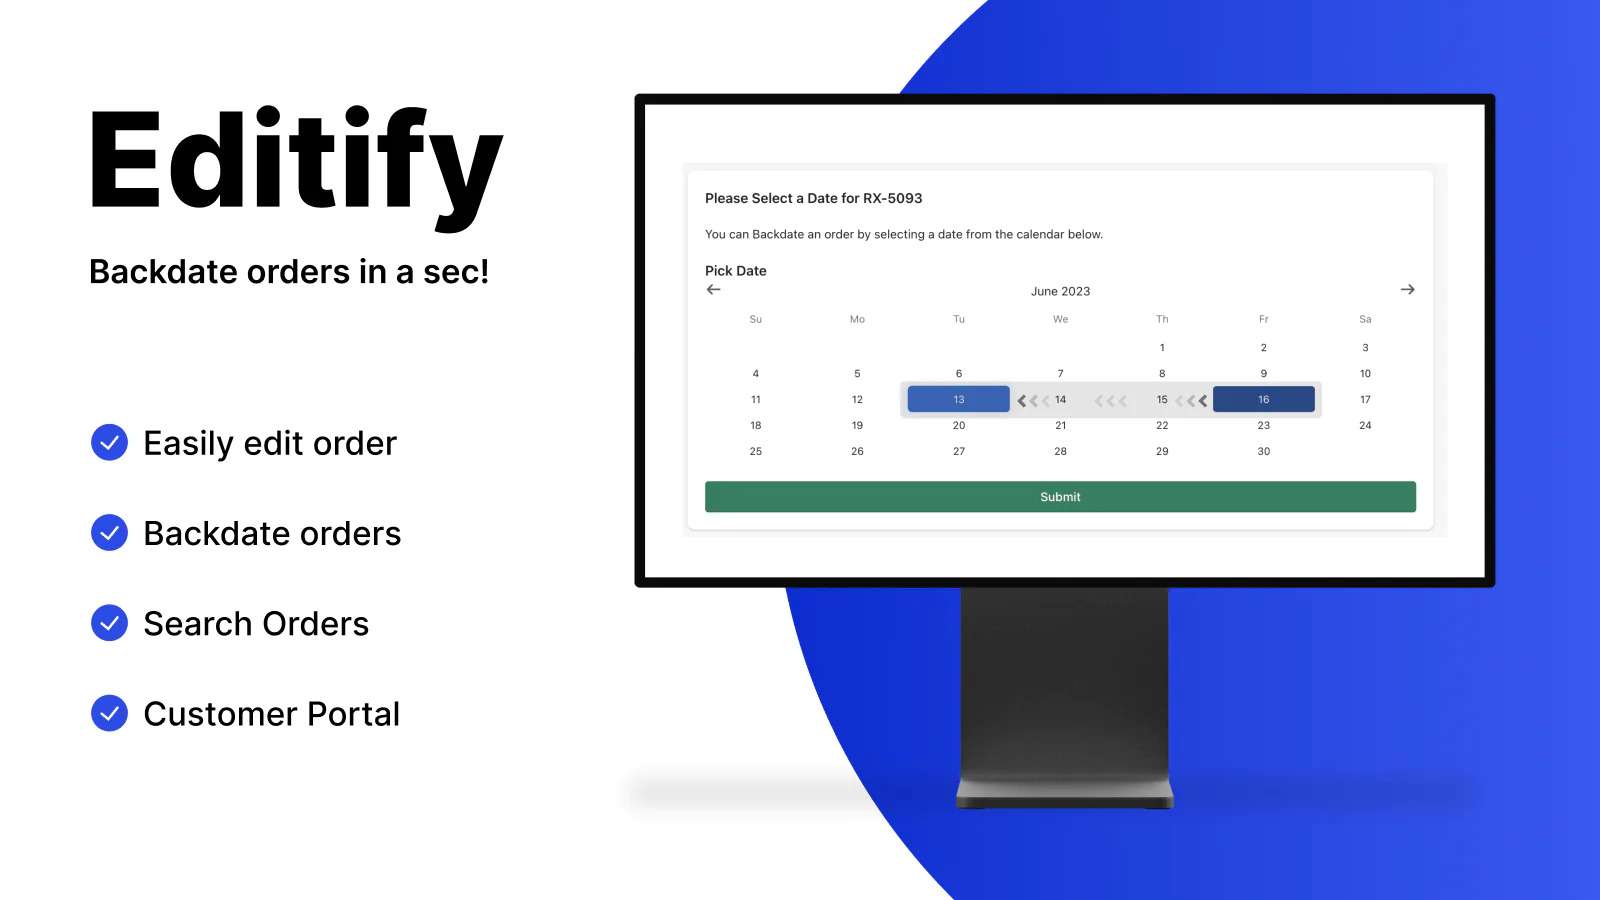 Editify
Backdate orders in a sec!
Easily edit order
Backdate orders
Search Orders
Customer Portal
Please Select a Date for RX-5093
You can Backdate an order by selecting a date from the calendar below.
Pick Date
June 2023
Su Mo Tu We Th Fr Sa
1 2 3
4 5 6 7 8 9 10
11 12 13 14 15 16 17
18 19 20 21 22 23 24
25 26 27 28 29 30
Submit